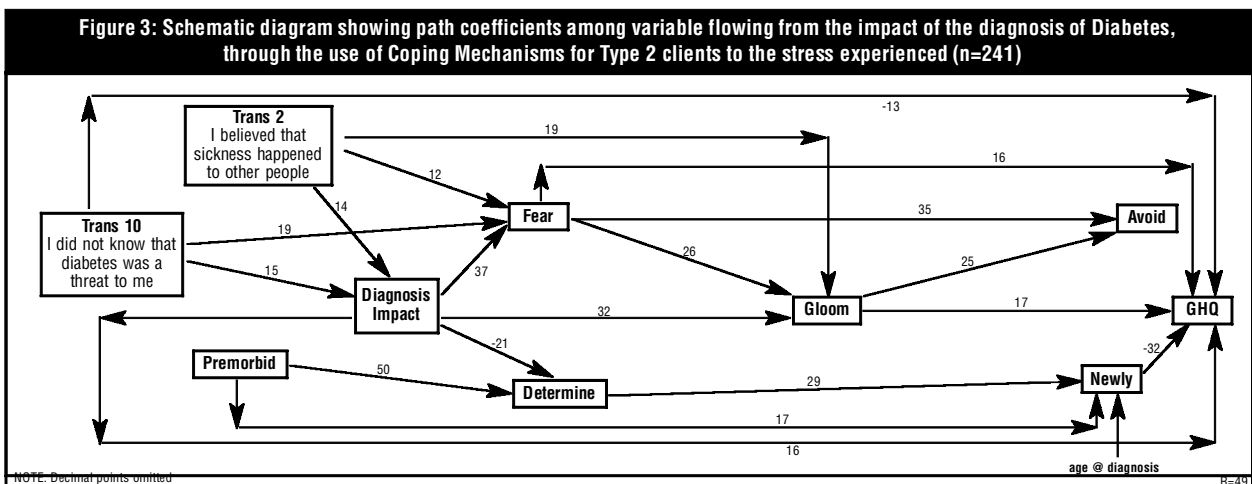 Figure 3: Schematic diagram showing path coefficients among variable flowing from the impact of the diagnosis of Diabetes,
through the use of Coping Mechanisms for Type 2 clients to the stress experienced (n=241)
-13
Trans 2
I believed that
sickness happened
to other people
19
16
12
14
Fear
35
Avoid
Trans 10
I did not know that
diabetes was a
threat to me
19
15
37
26
25
Diagnosis
Impact
32
Gloom
17
GHQ
-21
-32
Premorbid
50
Determine
29
Newly
17
16
age @ diagnosis
NOTE: Decimal points omitted
R=49